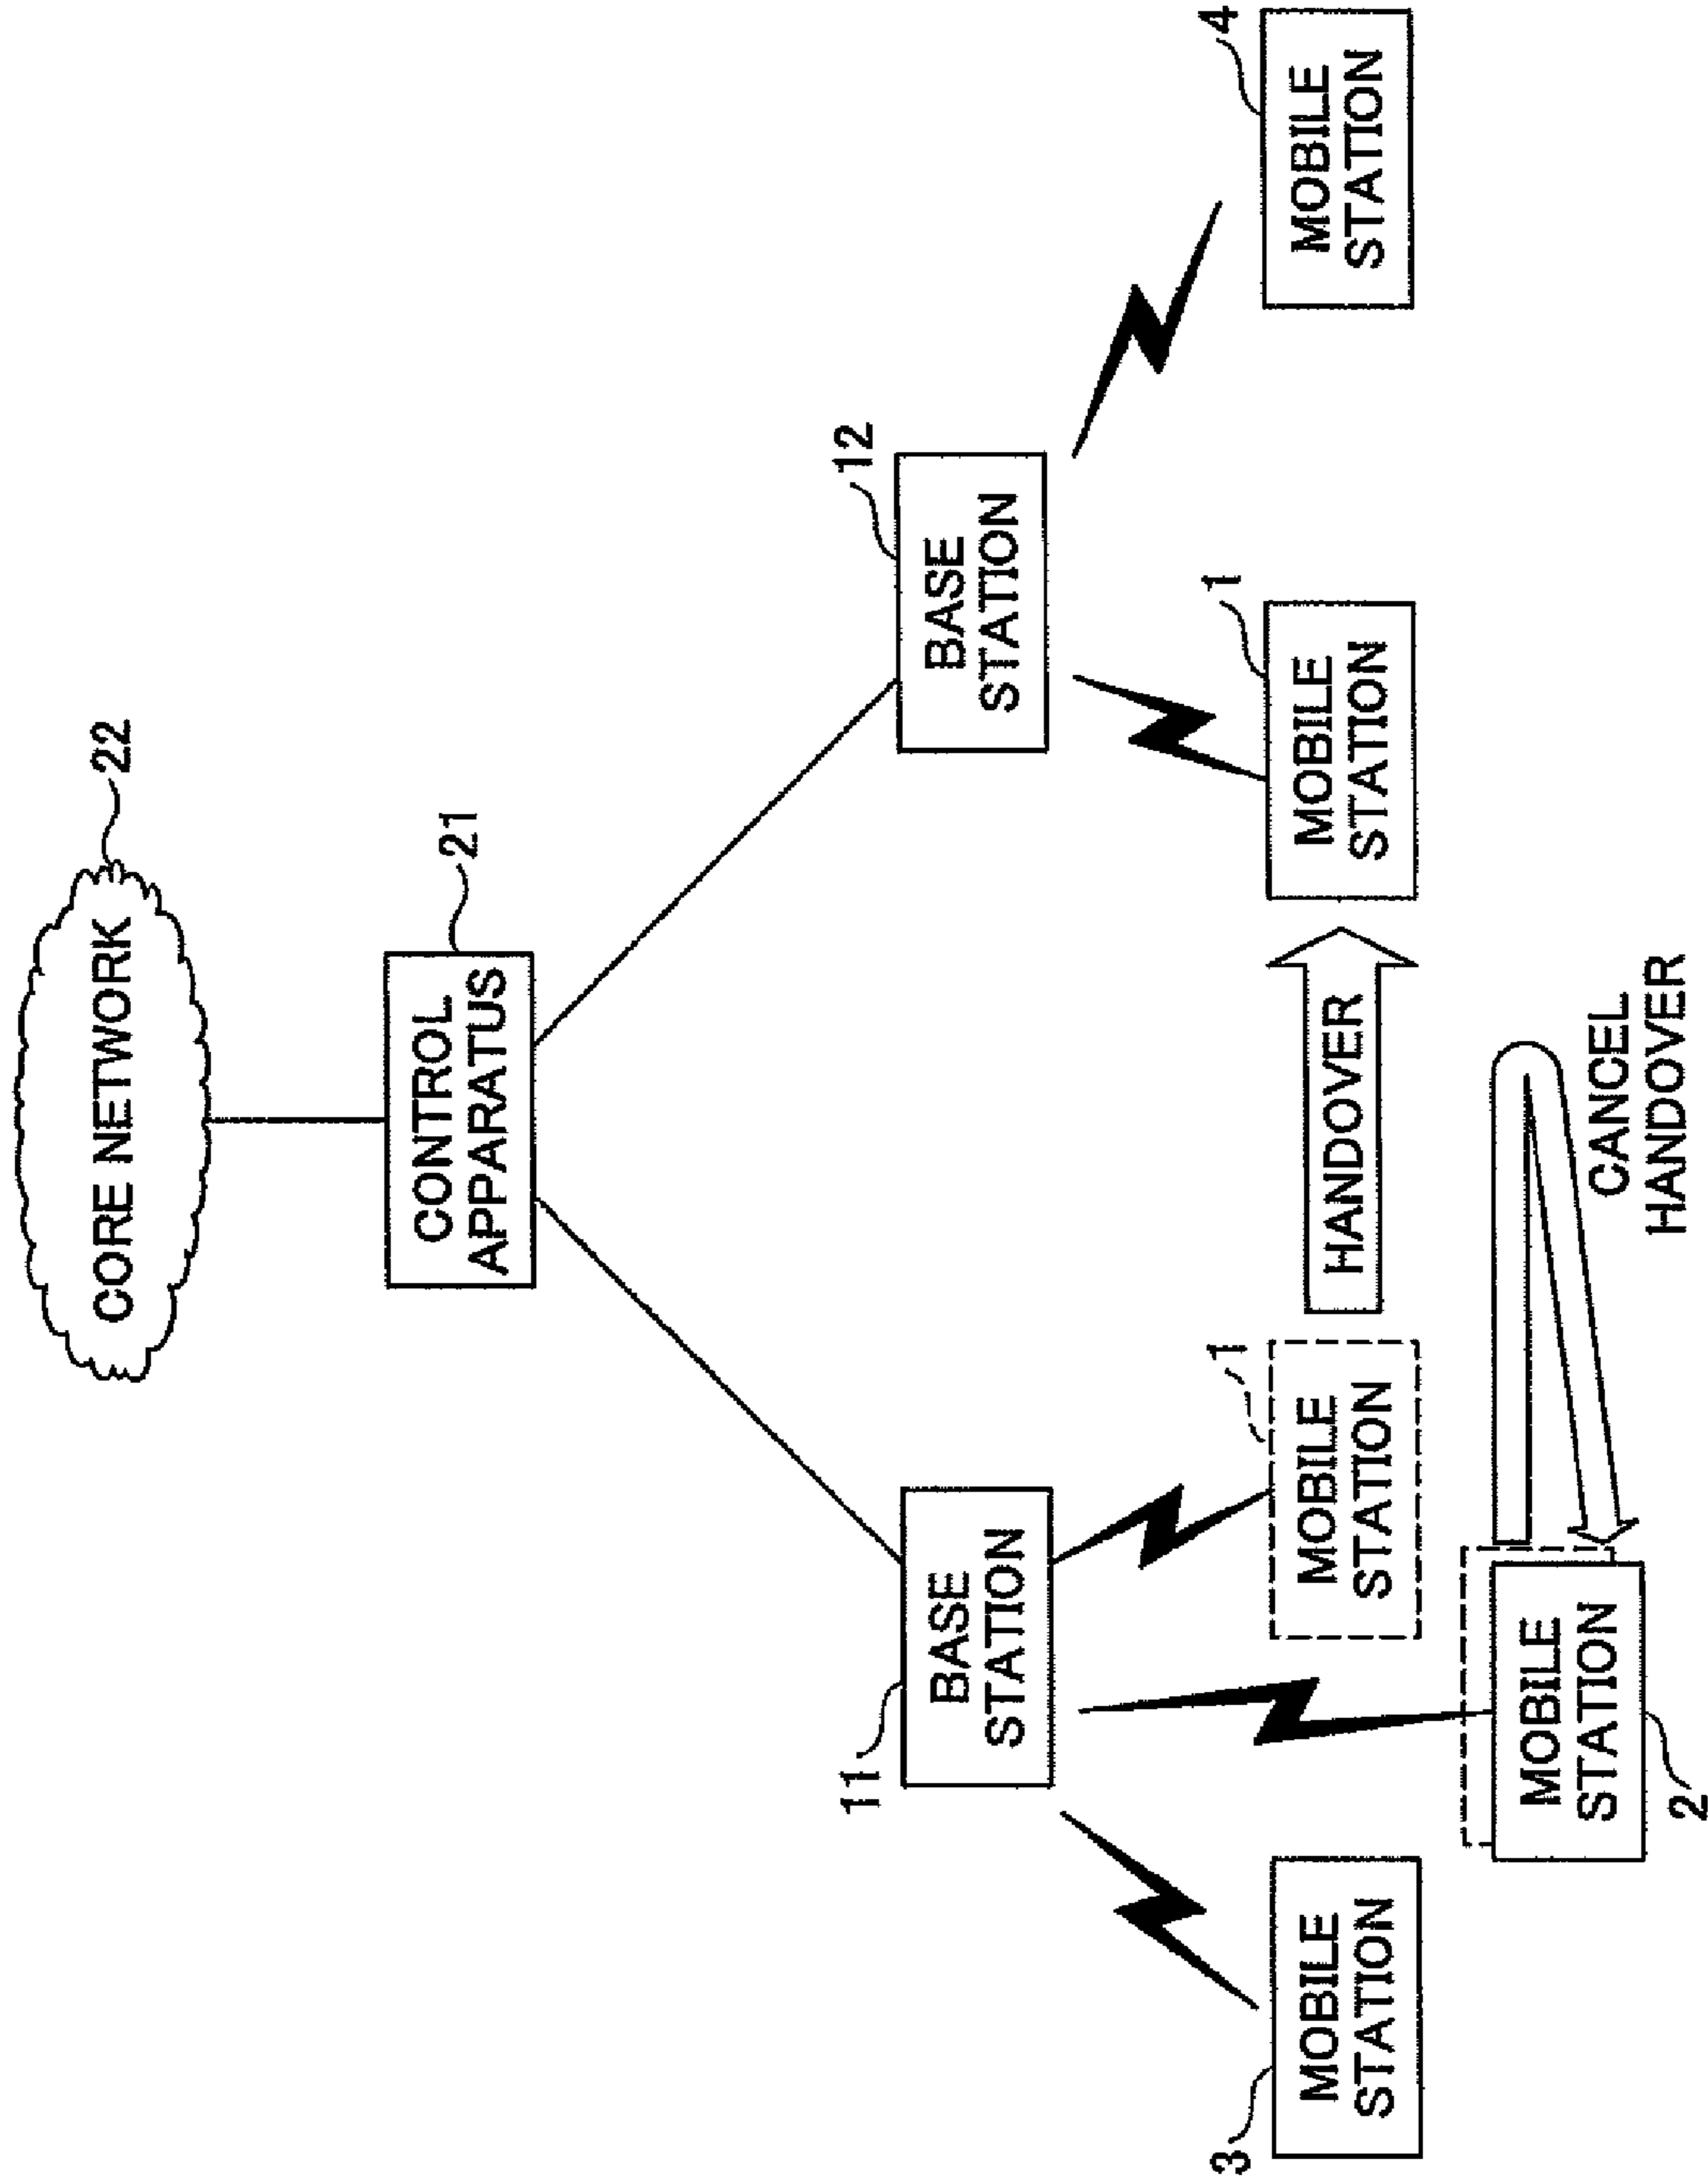 CORE NETWORK
22
CONTROL
APPARATUS
21
11
BASE
STATION
12
BASE
STATION
3
MOBILE
STATION
1
MOBILE
STATION
HANDOVER
1
MOBILE
STATION
4
MOBILE
STATION
2
MOBILE
STATION
CANCEL
HANDOVER